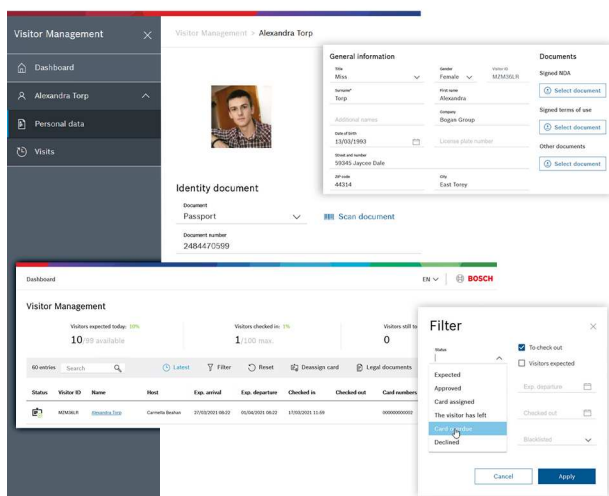 Visitor Management
Dashboard
Alexandra Torp
Personal data
Visits
Visitor Management > Alexandra Torp
Identity document
Document
Passport
Scan document
Document number
2484470599
General information
Title
Miss
Gender
Female
Visitor ID
MZM36LR
Surname*
Torp
First name
Alexandra
Additional names
Company
Bogan Group
Date of birth
13/03/1993
License plate number
Street and number
59345 Jaycee Dale
ZIP code
44314
City
East Torey
Documents
Signed NDA
Select document
Signed terms of use
Select document
Other documents
Select document
Dashboard
EN
BOSCH
Visitor Management
Visitors expected today: 10%
10/99 available
Visitors checked in: 1%
1/100 max.
Visitors still to
0
60 entries
Search
Latest
Filter
Reset
Deassign card
Legal documents
Status Visitor ID Name Host Exp. arrival Exp. departure Checked in Checked out Card numbers
MZM36LR Alexandra Torp Carmella Beahan 27/03/2021 08:22 01/04/2021 08:22 17/03/2021 11:59
Filter
Status
Expected
Approved
Card assigned
The visitor has left
Card overdue
Declined
To check out
Visitors expected
Exp. departure
Checked out
Blacklisted
Cancel
Apply